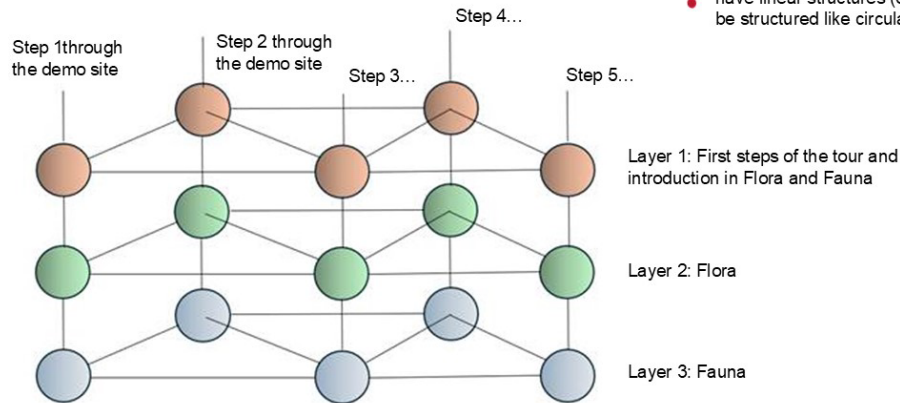 have linear structures
be structured like
Step 4…
Step 2 through
the demo site
Step 1through
the demo site
Step 3…
Step 5…
Layer 1: First steps of the tour and
introduction in Flora and Fauna
Layer 2: Flora
Layer 3: Fauna